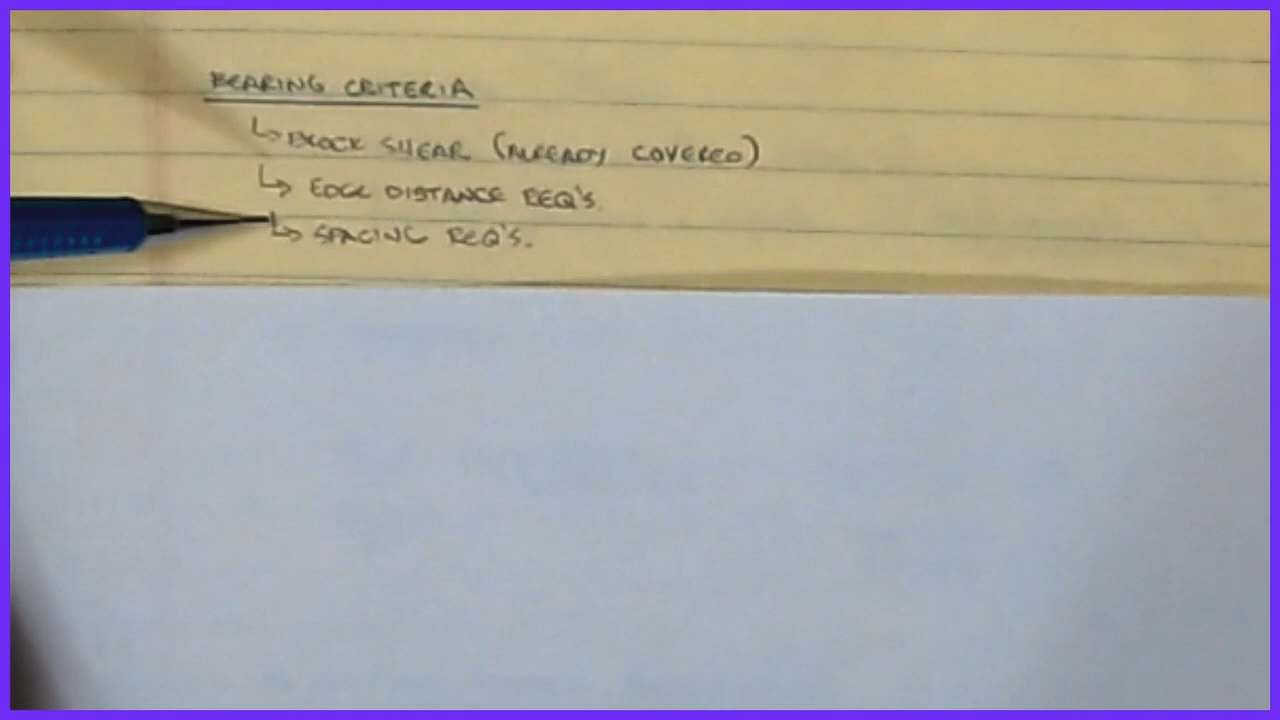 BEARING CRITERIA
↳ BLOCK SHEAR (ALREADY COVERED)
↳ EDGE DISTANCE REQ'S
↳ SPACING REQ'S.